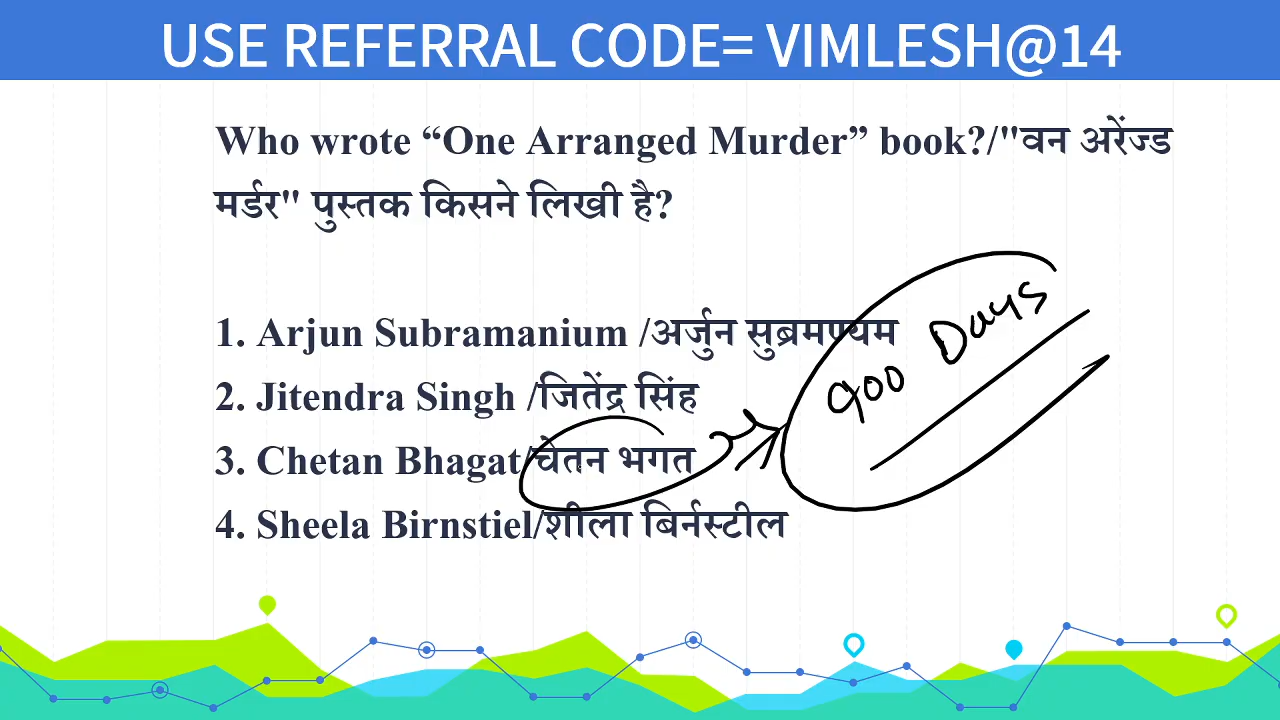 USE REFERRAL CODE= VIMLESH@14
Who wrote “One Arranged Murder” book?/"वन अरेंज्ड
मर्डर" पुस्तक किसने लिखी है?
1. Arjun Subramanium /अर्जुन सुब्रमण्यम
2. Jitendra Singh /जितेंद्र सिंह
3. Chetan Bhagat/चेतन भगत
4. Sheela Birnstiel/शीला बिर्नस्टील
400 Days